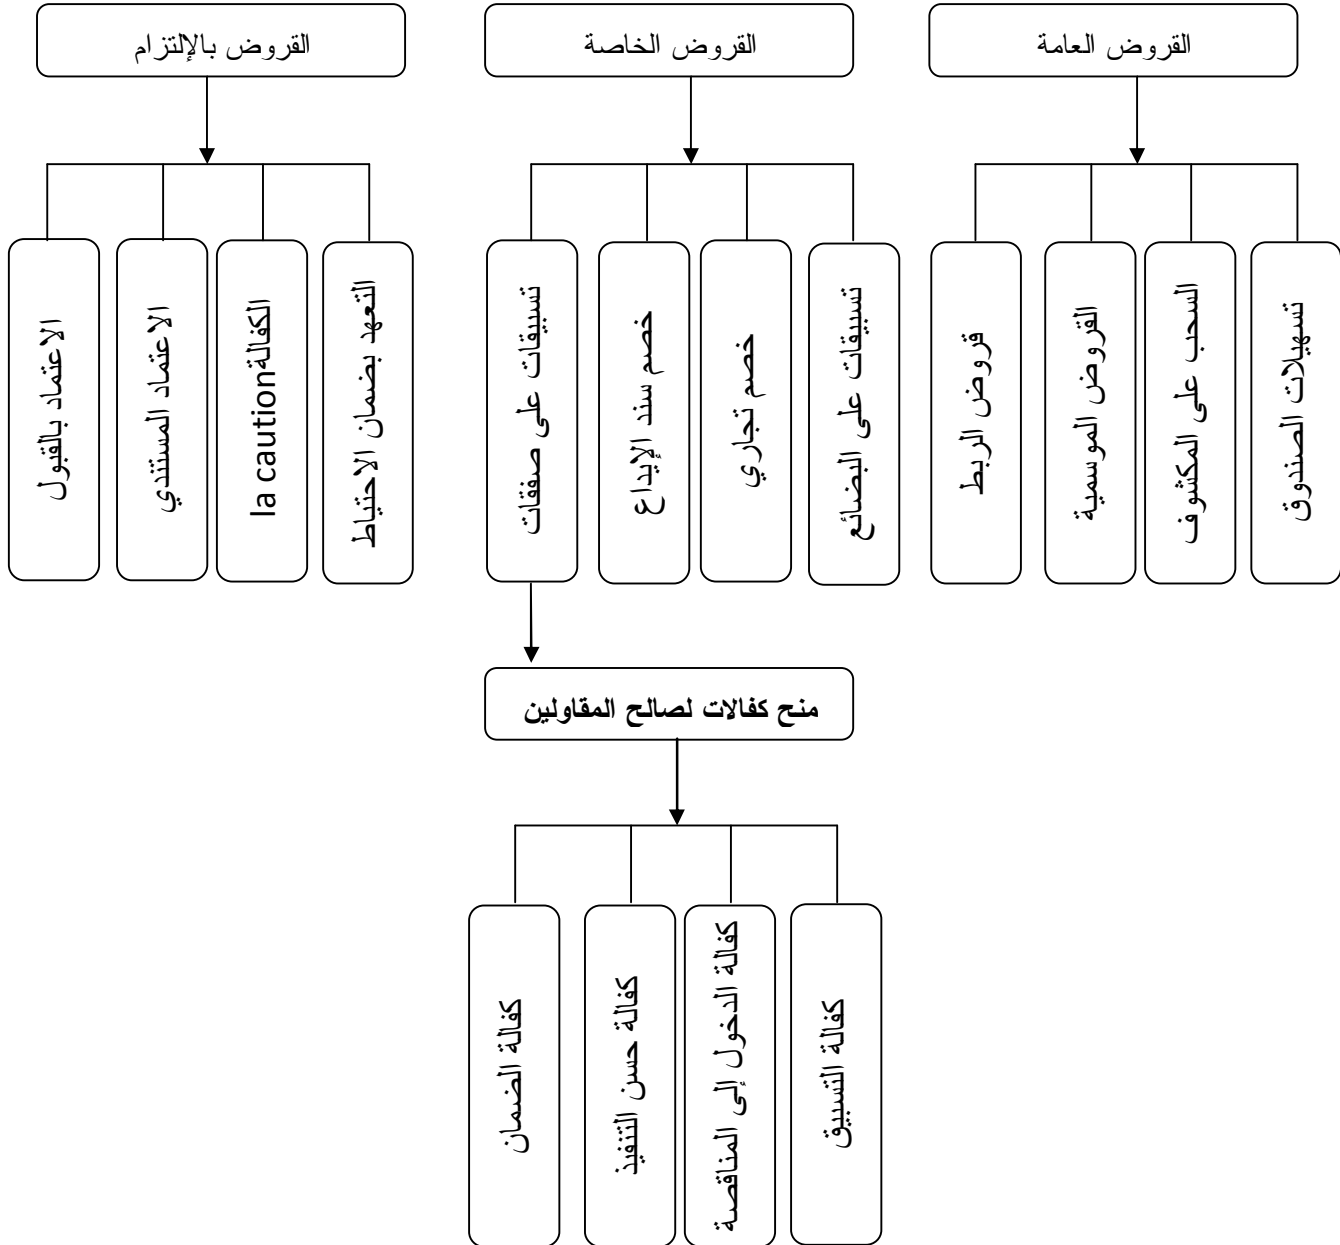 القروض العامة
القروض الخاصة
القروض بالإلتزام
تسهيلات الصندوق
السحب على المكشوف
القروض الموسمية
قروض الربط
تسبيقات على البضائع
خصم تجاري
خصم سند الإيداع
تسبيقات على صفقات
التعهد بضمان الاحتياط
الكفالةla caution
الاعتماد المستندي
الاعتماد بالقبول
منح كفالات لصالح المقاولين
كفالة التسبيق
كفالة الدخول إلى المناقصة
كفالة حسن التنفيذ
كفالة الضمان